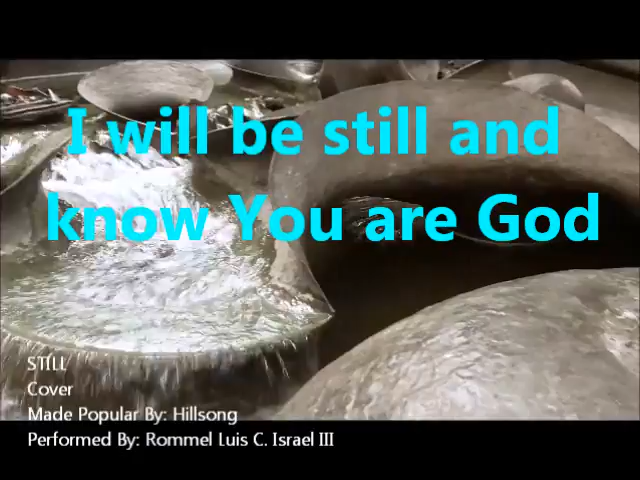 I will be still and
know You are God
STILL
Cover
Made Popular By: Hillsong
Performed By: Rommel Luis C. Israel III